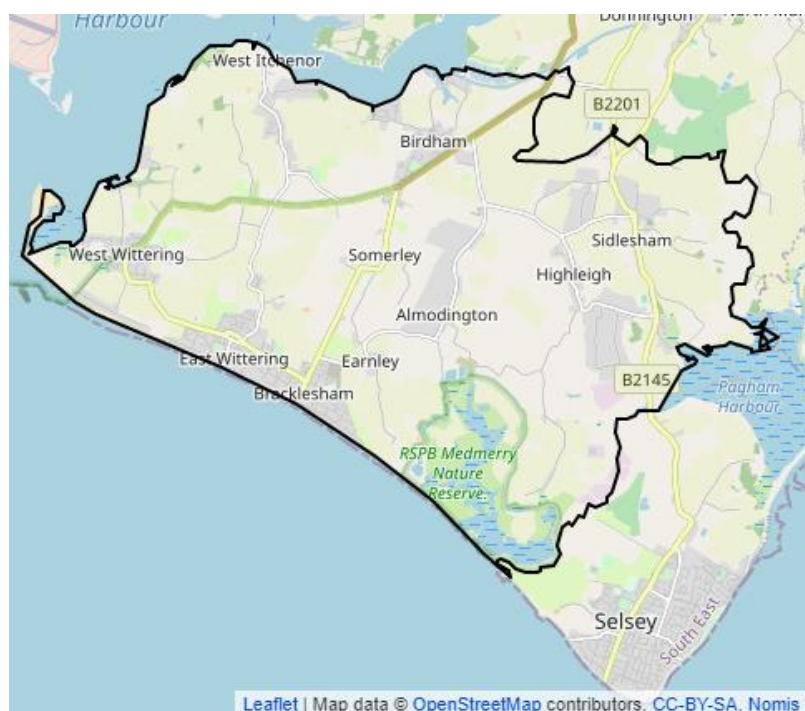 Harbour
Donnington
West Itchenor
B2201
Birdham
Sidlesham
West Wittering
Somerley
Highleigh
Almodington
East Wittering
Earnley
B2145
Pagham
Harbour
Bracklesham
RSPB Medmerry
Nature
Reserve.
Selsey
South East
Leaflet | Map data © OpenStreetMap contributors, CC-BY-SA, Nomis